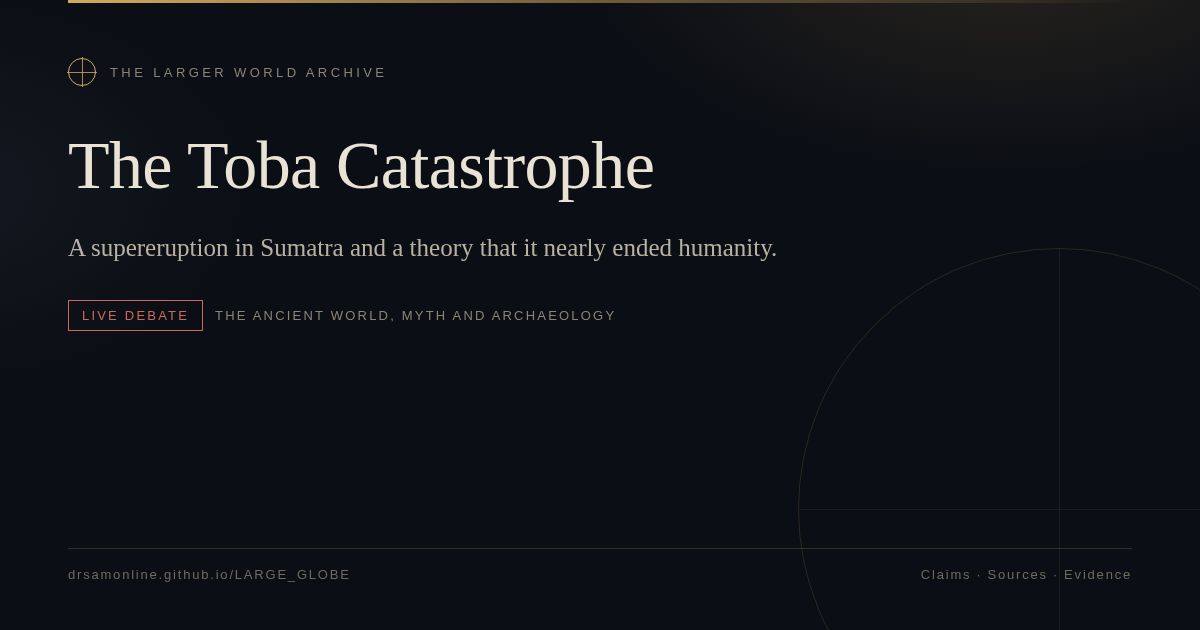 THE LARGER WORLD ARCHIVE
The Toba Catastrophe
A supereruption in Sumatra and a theory that it nearly ended humanity.
LIVE DEBATE THE ANCIENT WORLD, MYTH AND ARCHAEOLOGY
drsamonline.github.io/LARGE_GLOBE
Claims · Sources · Evidence